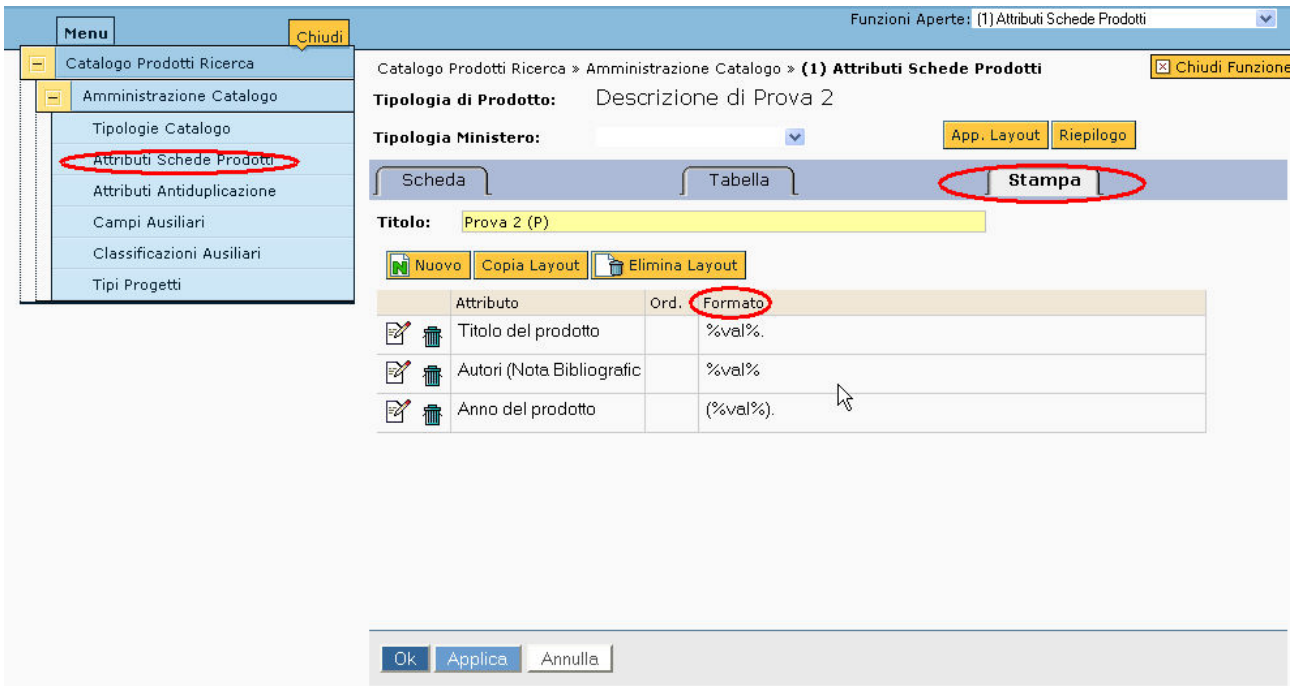 Funzioni Aperte: (1) Attributi Schede Prodotti
Menu
Chiudi
Catalogo Prodotti Ricerca
Amministrazione Catalogo
Tipologie Catalogo
Attributi Schede Prodotti
Attributi Antiduplicazione
Campi Ausiliari
Classificazioni Ausiliari
Tipi Progetti
Catalogo Prodotti Ricerca » Amministrazione Catalogo » (1) Attributi Schede Prodotti
Chiudi Funzione
Tipologia di Prodotto: Descrizione di Prova 2
Tipologia Ministero:
App. Layout Riepilogo
Scheda Tabella Stampa
Titolo: Prova 2 (P)
N Nuovo Copia Layout Elimina Layout
Attributo Ord. Formato
Titolo del prodotto %val%.
Autori (Nota Bibliografic %val%
Anno del prodotto (%val%).
Ok Applica Annulla